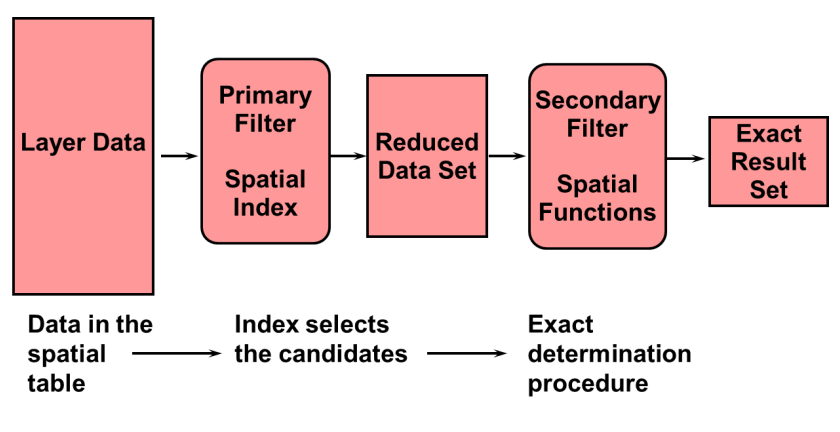 Layer Data
Primary
Filter
Spatial
Index
Reduced
Data Set
Secondary
Filter
Spatial
Functions
Exact
Result
Set
Data in the
spatial
table
Index selects
the candidates
Exact
determination
procedure